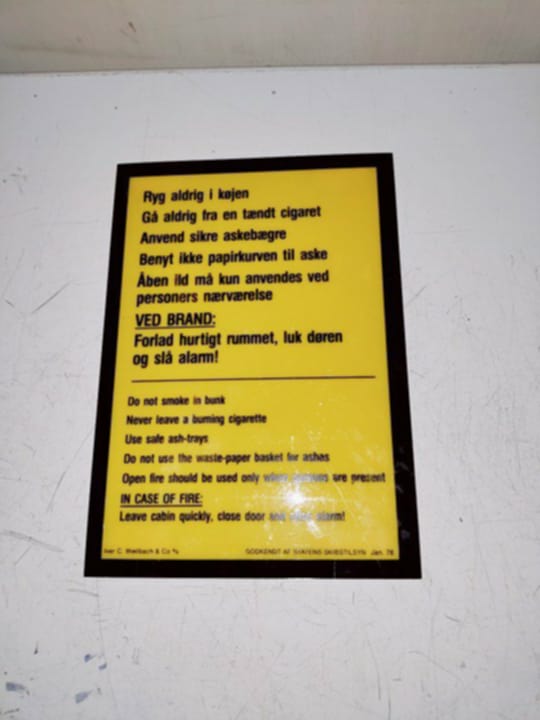 Ryg aldrig i køjen
Gå aldrig fra en tændt cigaret
Anvend sikre askebægre
Benyt ikke papirkurven til aske
Åben ild må kun anvendes ved
personers nærværelse
VED BRAND:
Forlad hurtigt rummet, luk døren
og slå alarm!
Do not smoke in bunk
Never leave a burning cigarette
Use safe ash-trays
Do not use the waste-paper basket for ashes
Open fire should be used only when persons are present
IN CASE OF FIRE:
Leave cabin quickly, close door and alarm!
Iver C. Weilbach & Co %
GODKENDT AF STATENS SKIBSTILSYN Jan. 78